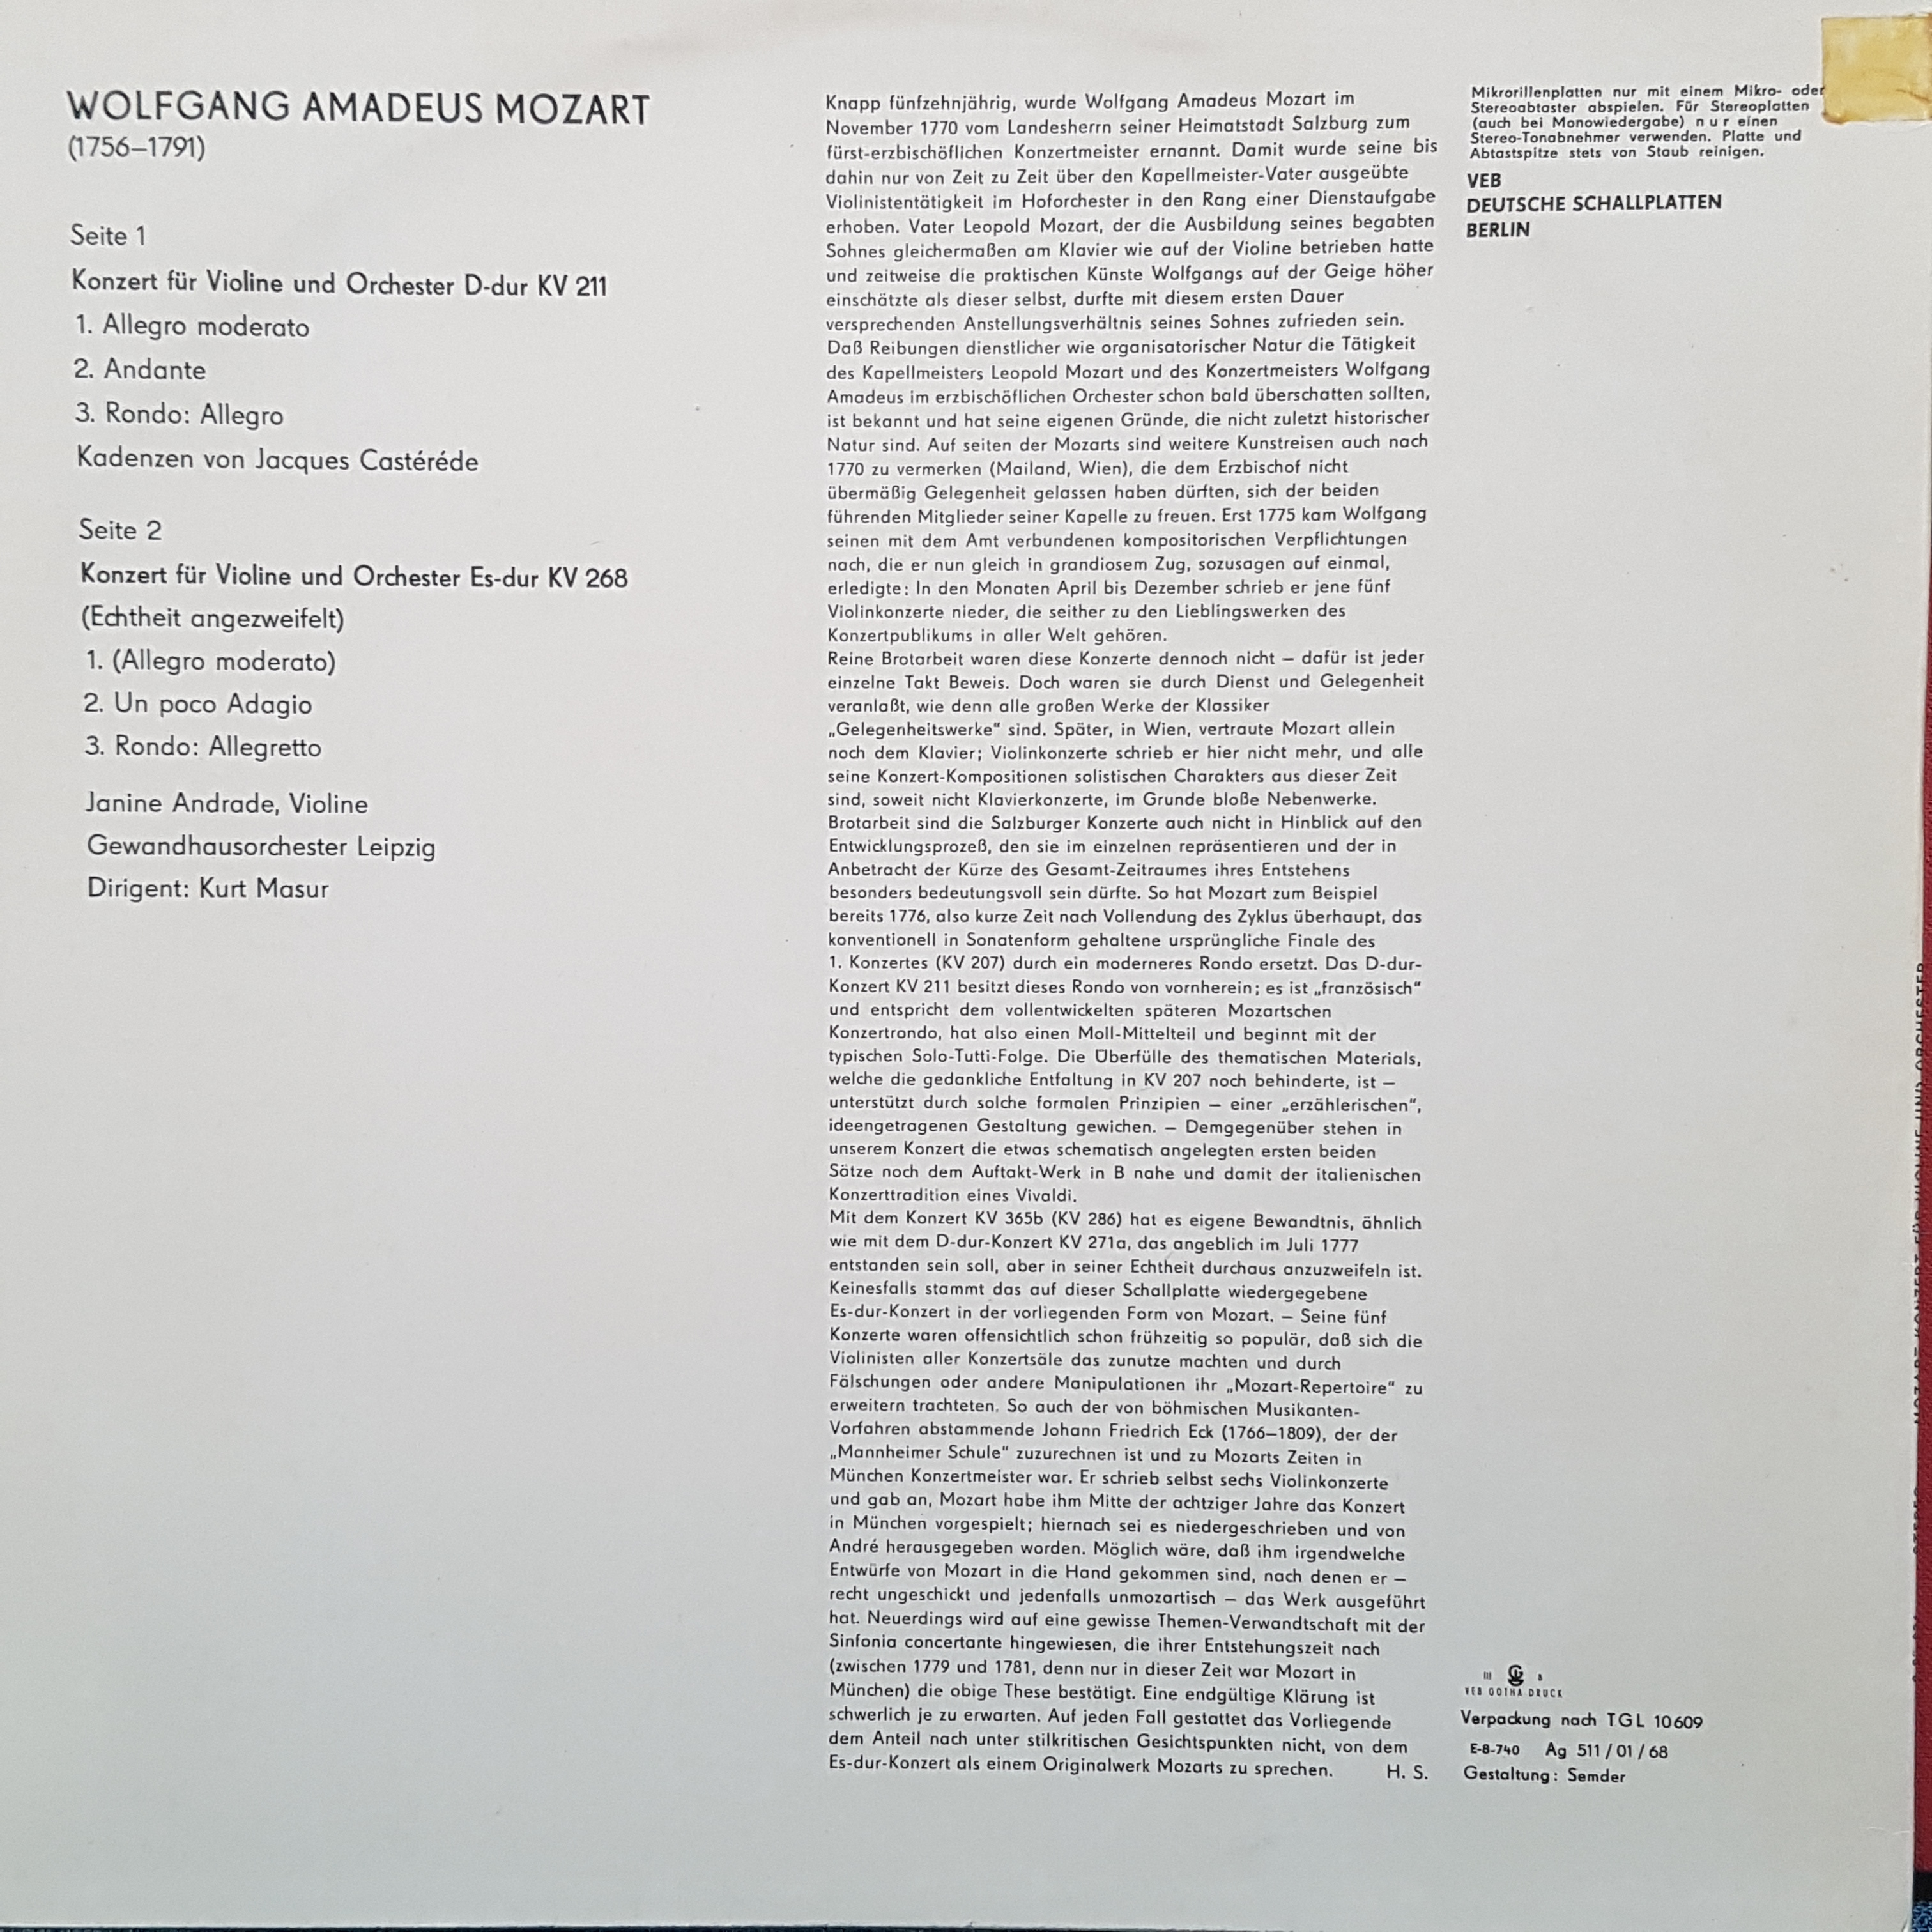 WOLFGANG AMADEUS MOZART
(1756–1791)
Seite 1
Konzert für Violine und Orchester D-dur KV 211
1. Allegro moderato
2. Andante
3. Rondo: Allegro
Kadenzen von Jacques Castéréde
Seite 2
Konzert für Violine und Orchester Es-dur KV 268
(Echtheit angezweifelt)
1. (Allegro moderato)
2. Un poco Adagio
3. Rondo: Allegretto
Janine Andrade, Violine
Gewandhausorchester Leipzig
Dirigent: Kurt Masur
Knapp fünfzehnjährig, wurde Wolfgang Amadeus Mozart im
November 1770 vom Landesherrn seiner Heimatstadt Salzburg zum
fürst-erzbischöflichen Konzertmeister ernannt. Damit wurde seine bis
dahin nur von Zeit zu Zeit über den Kapellmeister-Vater ausgeübte
Violinistentätigkeit im Hoforchester in den Rang einer Dienstaufgabe
erhoben. Vater Leopold Mozart, der die Ausbildung seines begabten
Sohnes gleichermaßen am Klavier wie auf der Violine betrieben hatte
und zeitweise die praktischen Künste Wolfgangs auf der Geige höher
einschätzte als dieser selbst, durfte mit diesem ersten Dauer
versprechenden Anstellungsverhältnis seines Sohnes zufrieden sein.
Daß Reibungen dienstlicher wie organisatorischer Natur die Tätigkeit
des Kapellmeisters Leopold Mozart und des Konzertmeisters Wolfgang
Amadeus im erzbischöflichen Orchester schon bald überschatten sollten,
ist bekannt und hat seine eigenen Gründe, die nicht zuletzt historischer
Natur sind. Auf seiten der Mozarts sind weitere Kunstreisen auch nach
1770 zu vermerken (Mailand, Wien), die dem Erzbischof nicht
übermäßig Gelegenheit gelassen haben dürften, sich der beiden
führenden Mitglieder seiner Kapelle zu freuen. Erst 1775 kam Wolfgang
seinen mit dem Amt verbundenen kompositorischen Verpflichtungen
nach, die er nun gleich in grandiosem Zug, sozusagen auf einmal,
erledigte: In den Monaten April bis Dezember schrieb er jene fünf
Violinkonzerte nieder, die seither zu den Lieblingswerken des
Konzertpublikums in aller Welt gehören.
Reine Brotarbeit waren diese Konzerte dennoch nicht – dafür ist jeder
einzelne Takt Beweis. Doch waren sie durch Dienst und Gelegenheit
veranlaßt, wie denn alle großen Werke der Klassiker
„Gelegenheitswerke“ sind. Später, in Wien, vertraute Mozart allein
noch dem Klavier; Violinkonzerte schrieb er hier nicht mehr, und alle
seine Konzert-Kompositionen solistischen Charakters aus dieser Zeit
sind, soweit nicht Klavierkonzerte, im Grunde bloße Nebenwerke.
Brotarbeit sind die Salzburger Konzerte auch nicht in Hinblick auf den
Entwicklungsprozeß, den sie im einzelnen repräsentieren und der in
Anbetracht der Kürze des Gesamt-Zeitraumes ihres Entstehens
besonders bedeutungsvoll sein dürfte. So hat Mozart zum Beispiel
bereits 1776, also kurze Zeit nach Vollendung des Zyklus überhaupt, das
konventionell in Sonatenform gehaltene ursprüngliche Finale des
1. Konzertes (KV 207) durch ein moderneres Rondo ersetzt. Das D-dur-
Konzert KV 211 besitzt dieses Rondo von vornherein; es ist „französisch“
und entspricht dem vollentwickelten späteren Mozartschen
Konzertrondo, hat also einen Moll-Mittelteil und beginnt mit der
typischen Solo-Tutti-Folge. Die Überfülle des thematischen Materials,
welche die gedankliche Entfaltung in KV 207 noch behinderte, ist –
unterstützt durch solche formalen Prinzipien – einer „erzählerischen“,
ideengetragenen Gestaltung gewichen. – Demgegenüber stehen in
unserem Konzert die etwas schematisch angelegten ersten beiden
Sätze noch dem Auftakt-Werk in B nahe und damit der italienischen
Konzerttradition eines Vivaldi.
Mit dem Konzert KV 365b (KV 286) hat es eigene Bewandtnis, ähnlich
wie mit dem D-dur-Konzert KV 271a, das angeblich im Juli 1777
entstanden sein soll, aber in seiner Echtheit durchaus anzuzweifeln ist.
Keinesfalls stammt das auf dieser Schallplatte wiedergegebene
Es-dur-Konzert in der vorliegenden Form von Mozart. – Seine fünf
Konzerte waren offensichtlich schon frühzeitig so populär, daß sich die
Violinisten aller Konzertsäle das zunutze machten und durch
Fälschungen oder andere Manipulationen ihr „Mozart-Repertoire“ zu
erweitern trachteten. So auch der von böhmischen Musikanten-
Vorfahren abstammende Johann Friedrich Eck (1766–1809), der der
„Mannheimer Schule“ zuzurechnen ist und zu Mozarts Zeiten in
München Konzertmeister war. Er schrieb selbst sechs Violinkonzerte
und gab an, Mozart habe ihm Mitte der achtziger Jahre das Konzert
in München vorgespielt; hiernach sei es niedergeschrieben und von
André herausgegeben worden. Möglich wäre, daß ihm irgendwelche
Entwürfe von Mozart in die Hand gekommen sind, nach denen er –
recht ungeschickt und jedenfalls unmozartisch – das Werk ausgeführt
hat. Neuerdings wird auf eine gewisse Themen-Verwandtschaft mit der
Sinfonia concertante hingewiesen, die ihrer Entstehungszeit nach
(zwischen 1779 und 1781, denn nur in dieser Zeit war Mozart in
München) die obige These bestätigt. Eine endgültige Klärung ist
schwerlich je zu erwarten. Auf jeden Fall gestattet das Vorliegende
dem Anteil nach unter stilkritischen Gesichtspunkten nicht, von dem
Es-dur-Konzert als einem Originalwerk Mozarts zu sprechen. H. S.
Mikrorillenplatten nur mit einem Mikro- oder
Stereoabtaster abspielen. Für Stereoplatten
(auch bei Monowiedergabe) n u r einen
Stereo-Tonabnehmer verwenden. Platte und
Abtastspitze stets von Staub reinigen.
VEB
DEUTSCHE SCHALLPLATTEN
BERLIN
VEB GOTHA DRUCK
Verpackung nach TGL 10609
E-8-740 Ag 511/01/68
Gestaltung: Semder